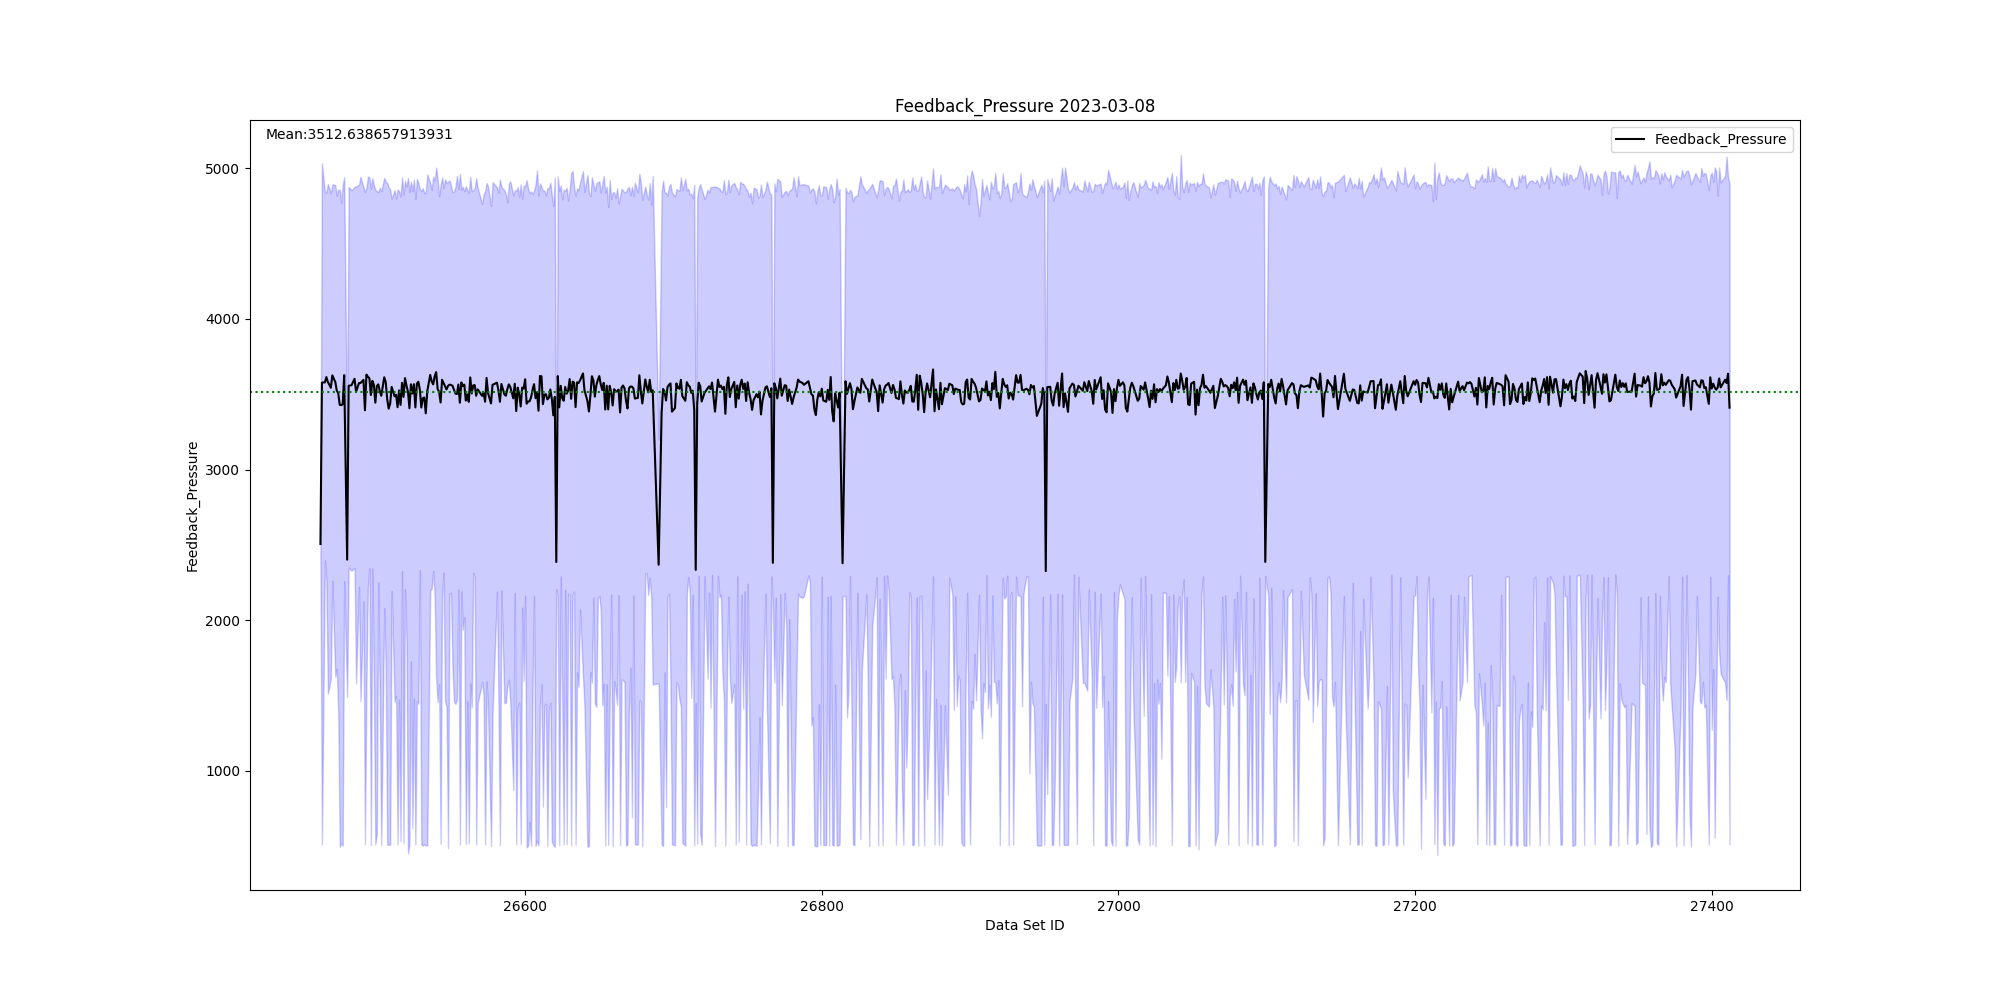 Feedback_Pressure 2023-03-08
Mean:3512.638657913931
Feedback_Pressure
5000
4000
3000
2000
1000
Feedback_Pressure
26600
26800
27000
27200
27400
Data Set ID